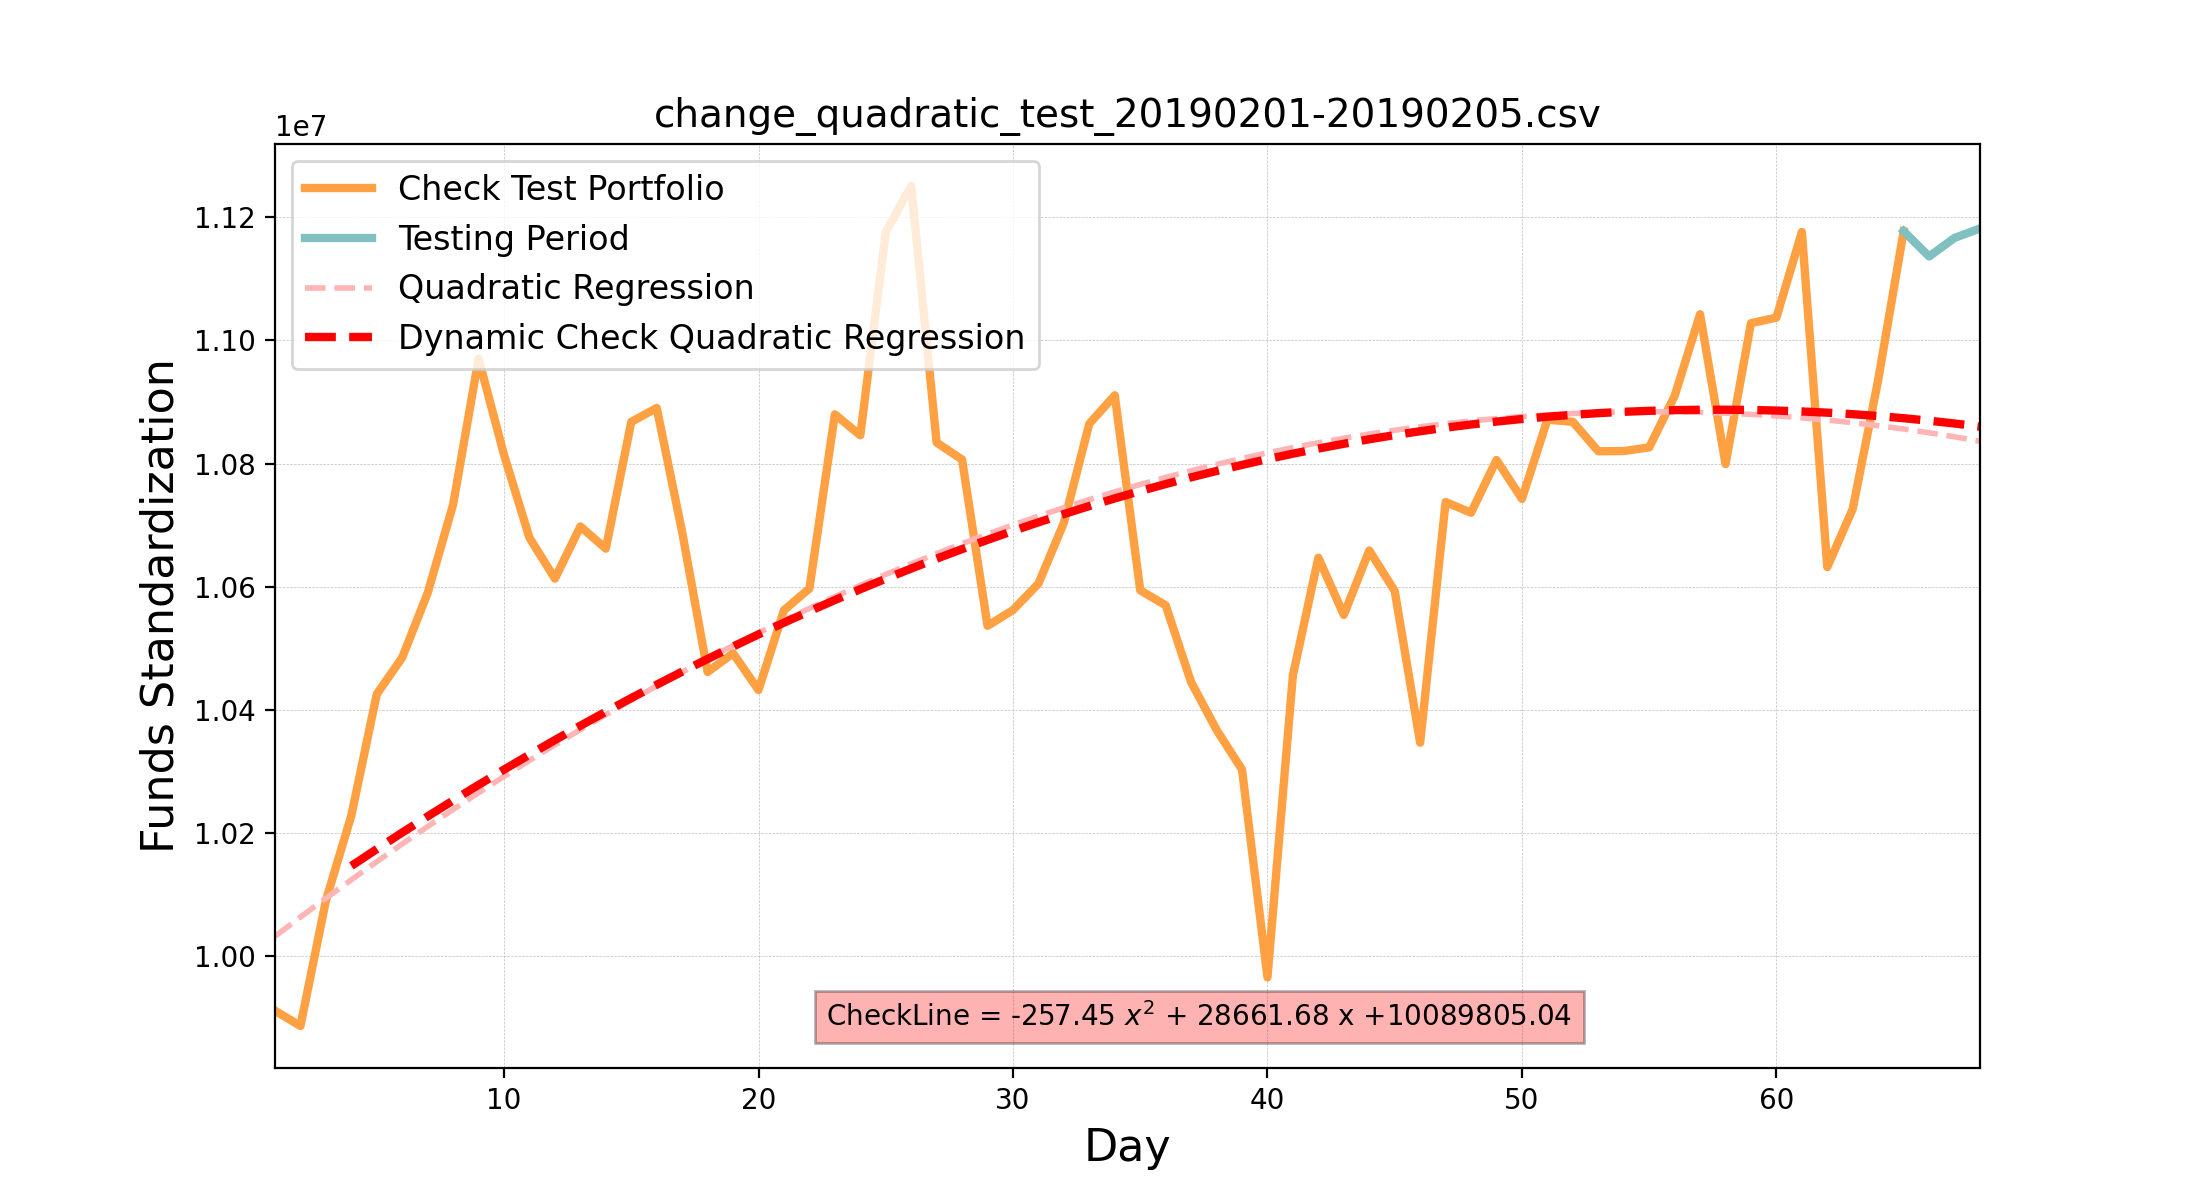 change_quadratic_test_20190201-20190205.csv
1e7
Check Test Portfolio
Testing Period
Quadratic Regression
Dynamic Check Quadratic Regression
1.12
1.10
1.08
1.06
1.04
1.02
1.00
Funds Standardization
CheckLine = -257.45 x² + 28661.68 x +10089805.04
10 20 30 40 50 60
Day